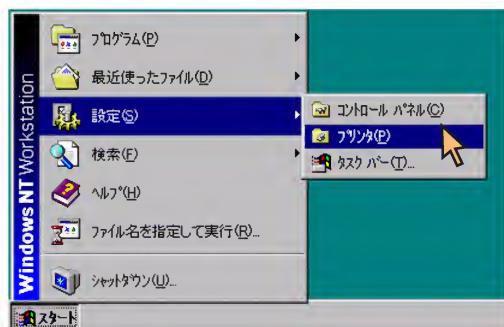 Windows NT Workstation
プログラム(P)
最近使ったファイル(D)
設定(S)
検索(F)
ヘルプ(H)
ファイル名を指定して実行(R)...
シャットダウン(U)...
コントロール パネル(C)
プリンタ(P)
タスク バー(T)...
スタート